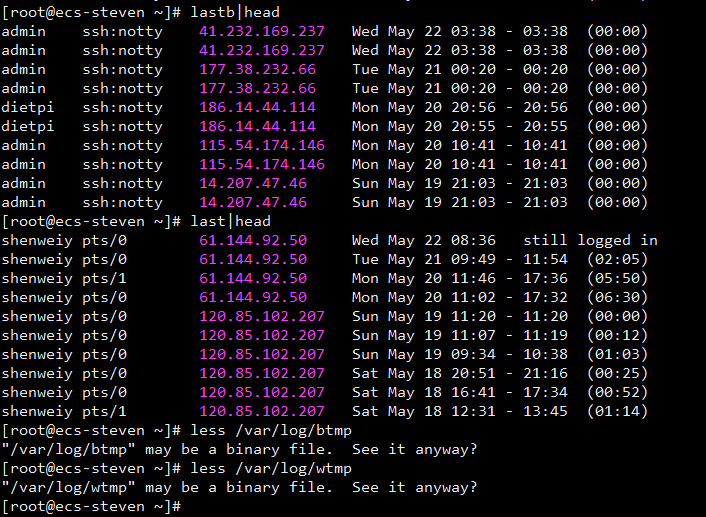 [root@ecs-steven ~]# lastb|head
admin    ssh:notty    41.232.169.237   Wed May 22 03:38 - 03:38  (00:00)
admin    ssh:notty    41.232.169.237   Wed May 22 03:38 - 03:38  (00:00)
admin    ssh:notty    177.38.232.66    Tue May 21 00:20 - 00:20  (00:00)
admin    ssh:notty    177.38.232.66    Tue May 21 00:20 - 00:20  (00:00)
dietpi   ssh:notty    186.14.44.114    Mon May 20 20:56 - 20:56  (00:00)
dietpi   ssh:notty    186.14.44.114    Mon May 20 20:55 - 20:55  (00:00)
admin    ssh:notty    115.54.174.146   Mon May 20 10:41 - 10:41  (00:00)
admin    ssh:notty    115.54.174.146   Mon May 20 10:41 - 10:41  (00:00)
admin    ssh:notty    14.207.47.46     Sun May 19 21:03 - 21:03  (00:00)
admin    ssh:notty    14.207.47.46     Sun May 19 21:03 - 21:03  (00:00)
[root@ecs-steven ~]# last|head
shenweiy pts/0        61.144.92.50     Wed May 22 08:36   still logged in
shenweiy pts/0        61.144.92.50     Tue May 21 09:49 - 11:54  (02:05)
shenweiy pts/1        61.144.92.50     Mon May 20 11:46 - 17:36  (05:50)
shenweiy pts/0        61.144.92.50     Mon May 20 11:02 - 17:32  (06:30)
shenweiy pts/0        120.85.102.207   Sun May 19 11:20 - 11:20  (00:00)
shenweiy pts/0        120.85.102.207   Sun May 19 11:07 - 11:19  (00:12)
shenweiy pts/0        120.85.102.207   Sun May 19 09:34 - 10:38  (01:03)
shenweiy pts/0        120.85.102.207   Sat May 18 20:51 - 21:16  (00:25)
shenweiy pts/0        120.85.102.207   Sat May 18 16:41 - 17:34  (00:52)
shenweiy pts/1        120.85.102.207   Sat May 18 12:31 - 13:45  (01:14)
[root@ecs-steven ~]# less /var/log/btmp
"/var/log/btmp" may be a binary file.  See it anyway?
[root@ecs-steven ~]# less /var/log/wtmp
"/var/log/wtmp" may be a binary file.  See it anyway?
[root@ecs-steven ~]#